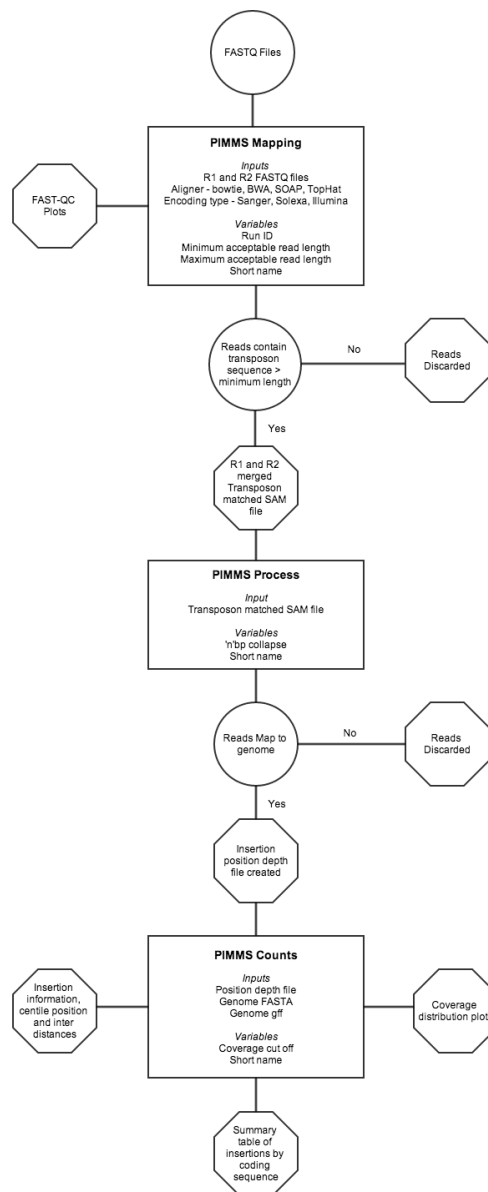 FASTQ Files
PIMMS Mapping
Inputs
R1 and R2 FASTQ files
Aligner - bowtie, BWA, SOAP, TopHat
Encoding type - Sanger, Solexa, Illumina
Variables
Run ID
Minimum acceptable read length
Maximum acceptable read length
Short name
FAST-QC
Plots
Reads contain
transposon
sequence >
minimum length
No
Reads
Discarded
Yes
R1 and R2
merged
Transposon
matched SAM
file
PIMMS Process
Input
Transposon matched SAM file
Variables
'n'bp collapse
Short name
Reads Map to
genome
No
Reads
Discarded
Yes
Insertion
position depth
file created
PIMMS Counts
Inputs
Position depth file
Genome FASTA
Genome gff
Variables
Coverage cut off
Short name
Insertion
information,
centile position
and inter
distances
Coverage
distribution plot
Summary
table of
insertions by
coding
sequence